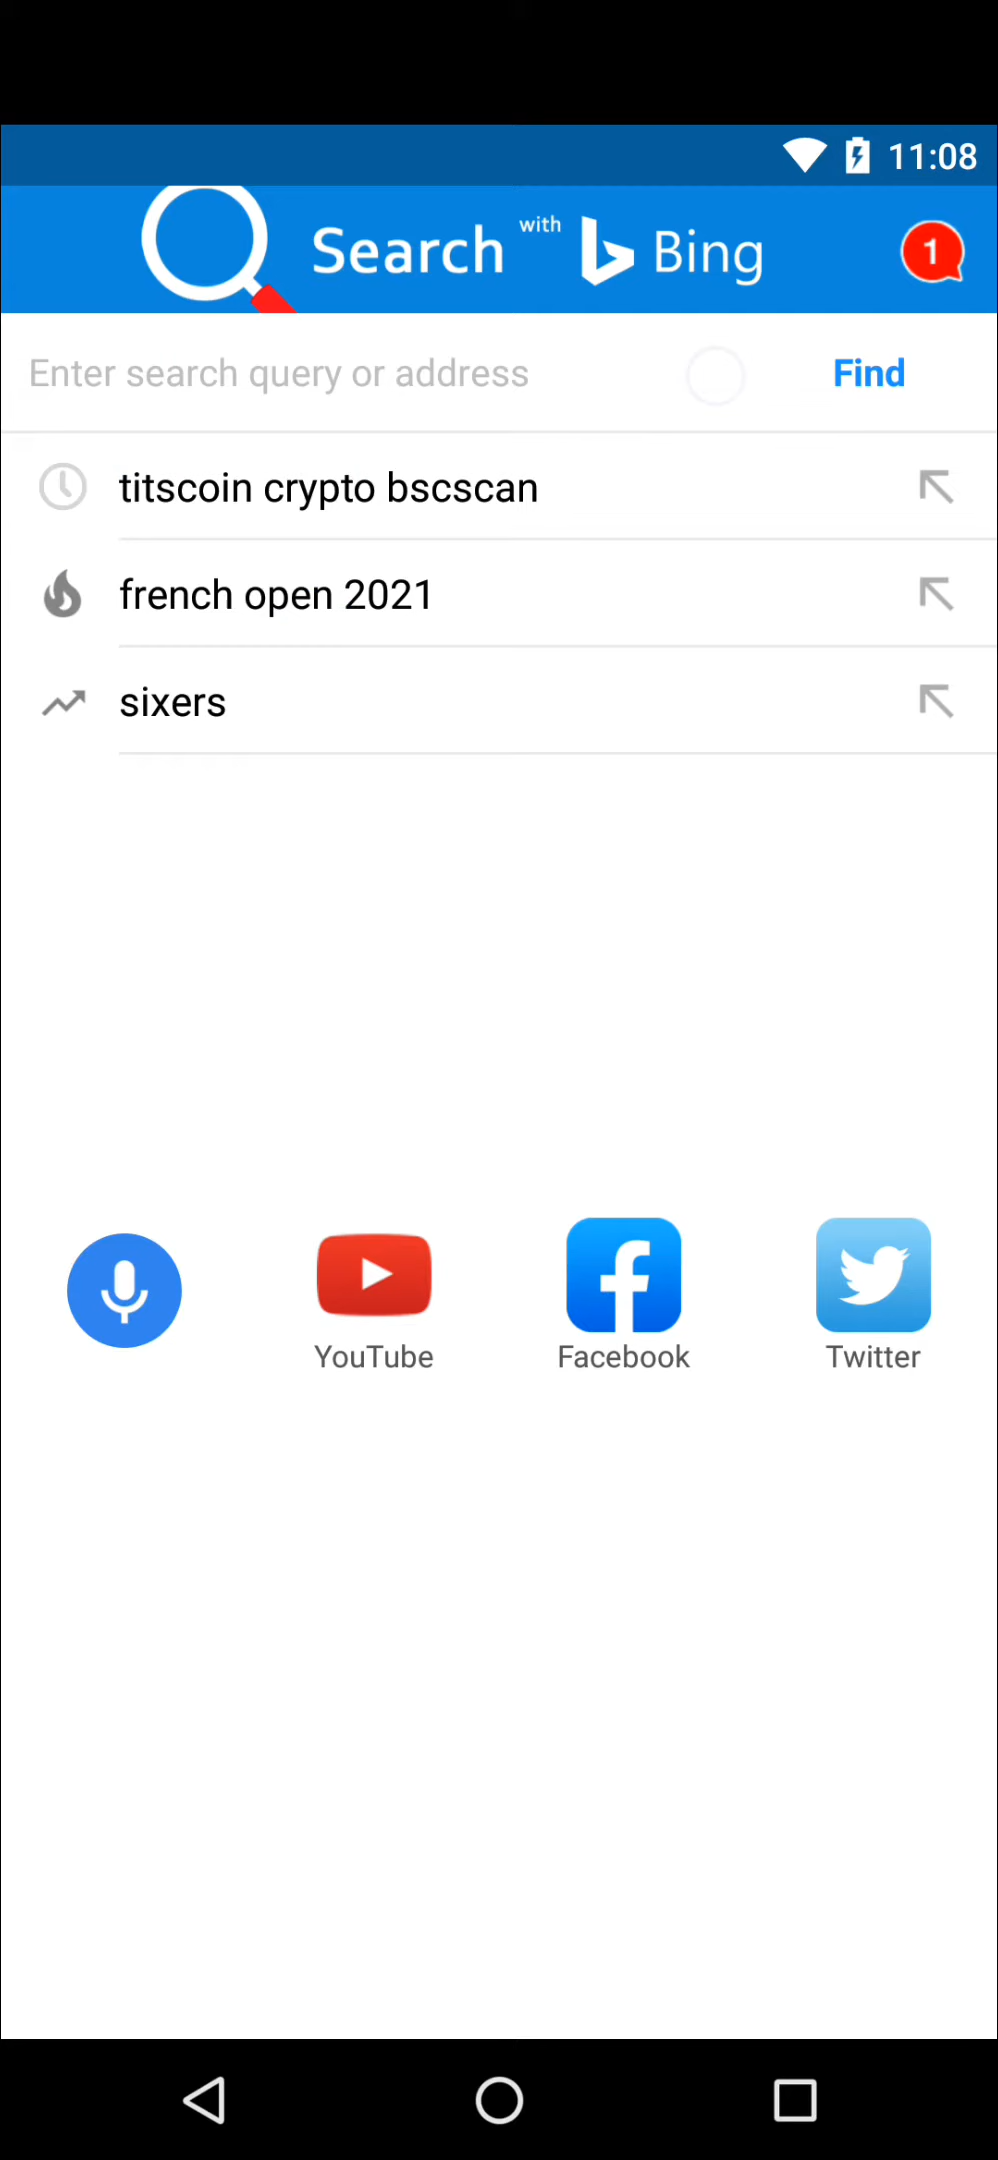 11:08
Search with Bing
1
Enter search query or address
Find
titscoin crypto bscscan
french open 2021
sixers
YouTube
Facebook
Twitter